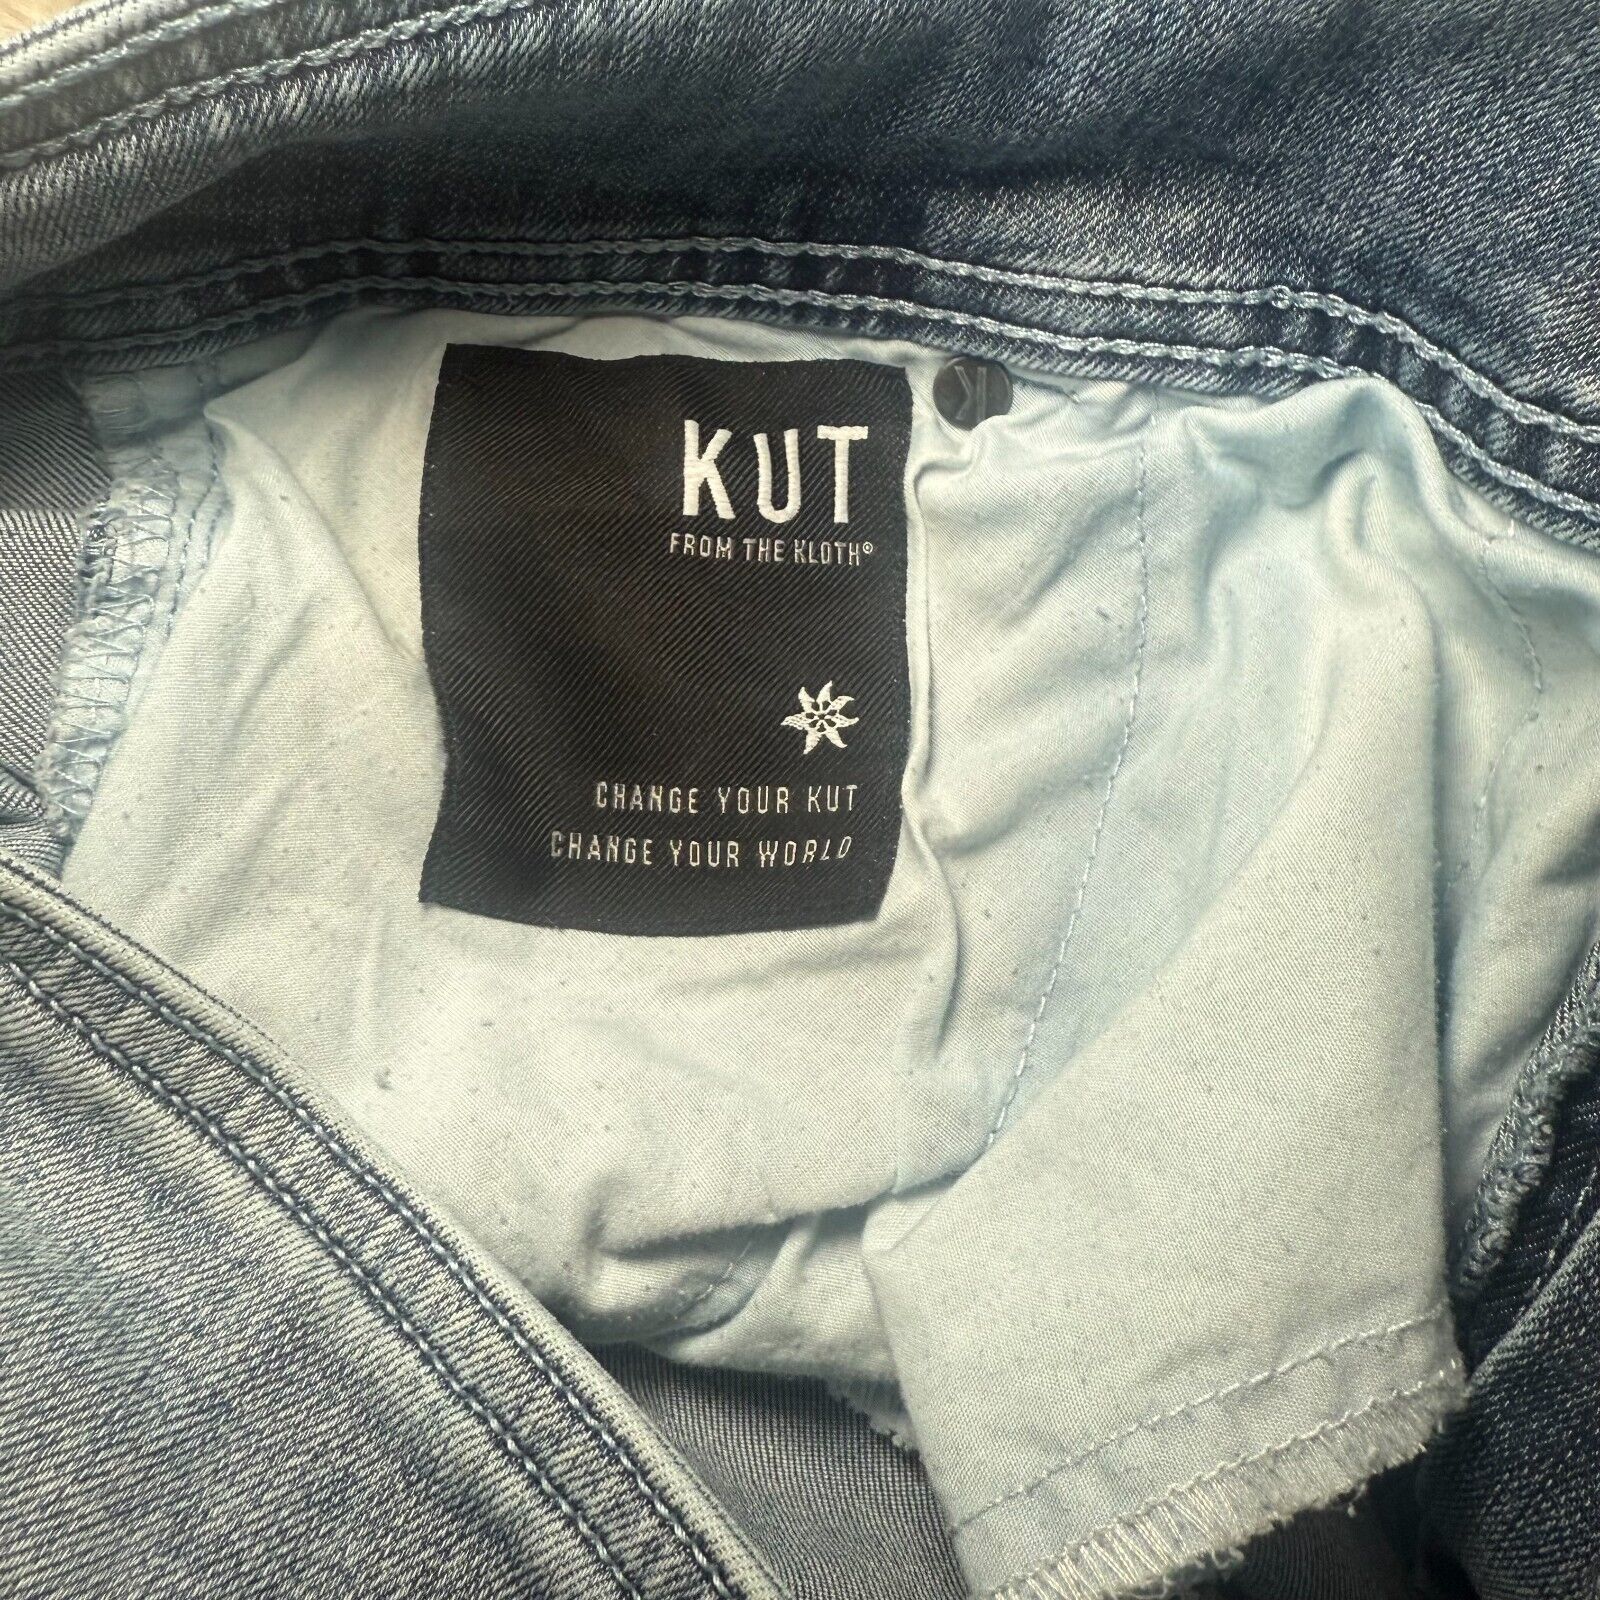 KUT
FROM THE KLOTH®
CHANGE YOUR KUT
CHANGE YOUR WORLD
K